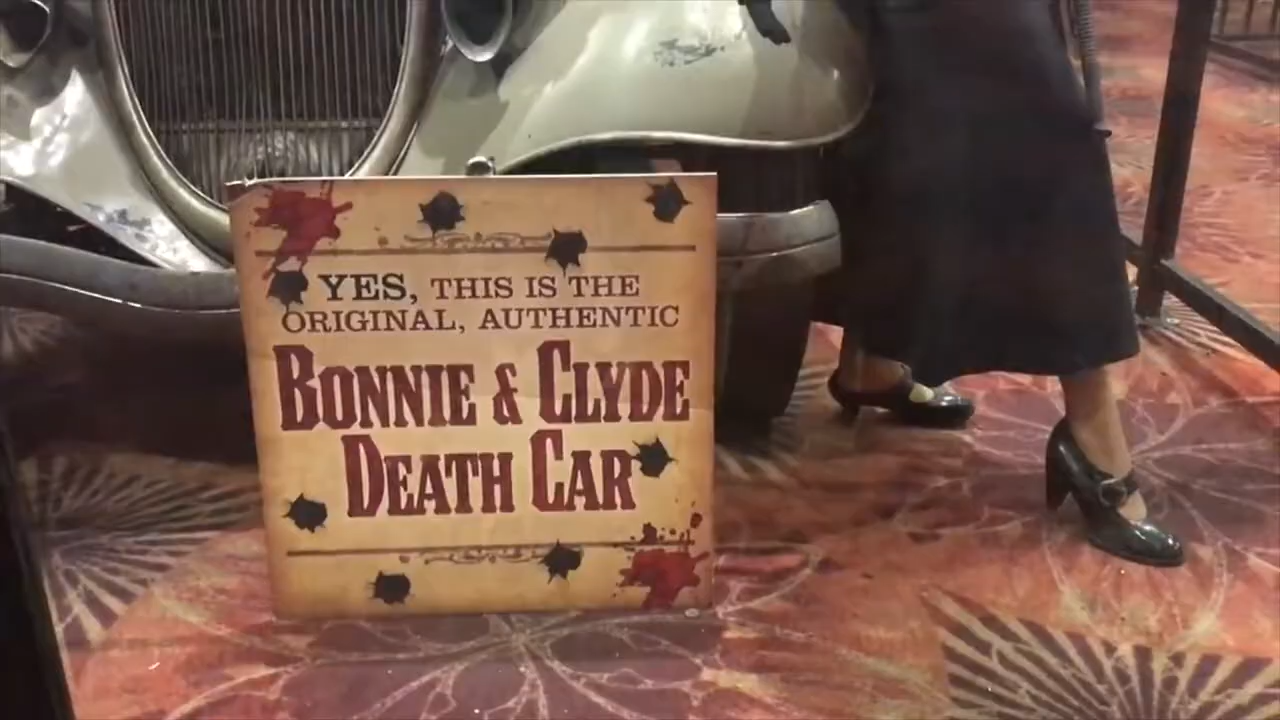 YES, THIS IS THE
ORIGINAL, AUTHENTIC
BONNIE & CLYDE
DEATH CAR